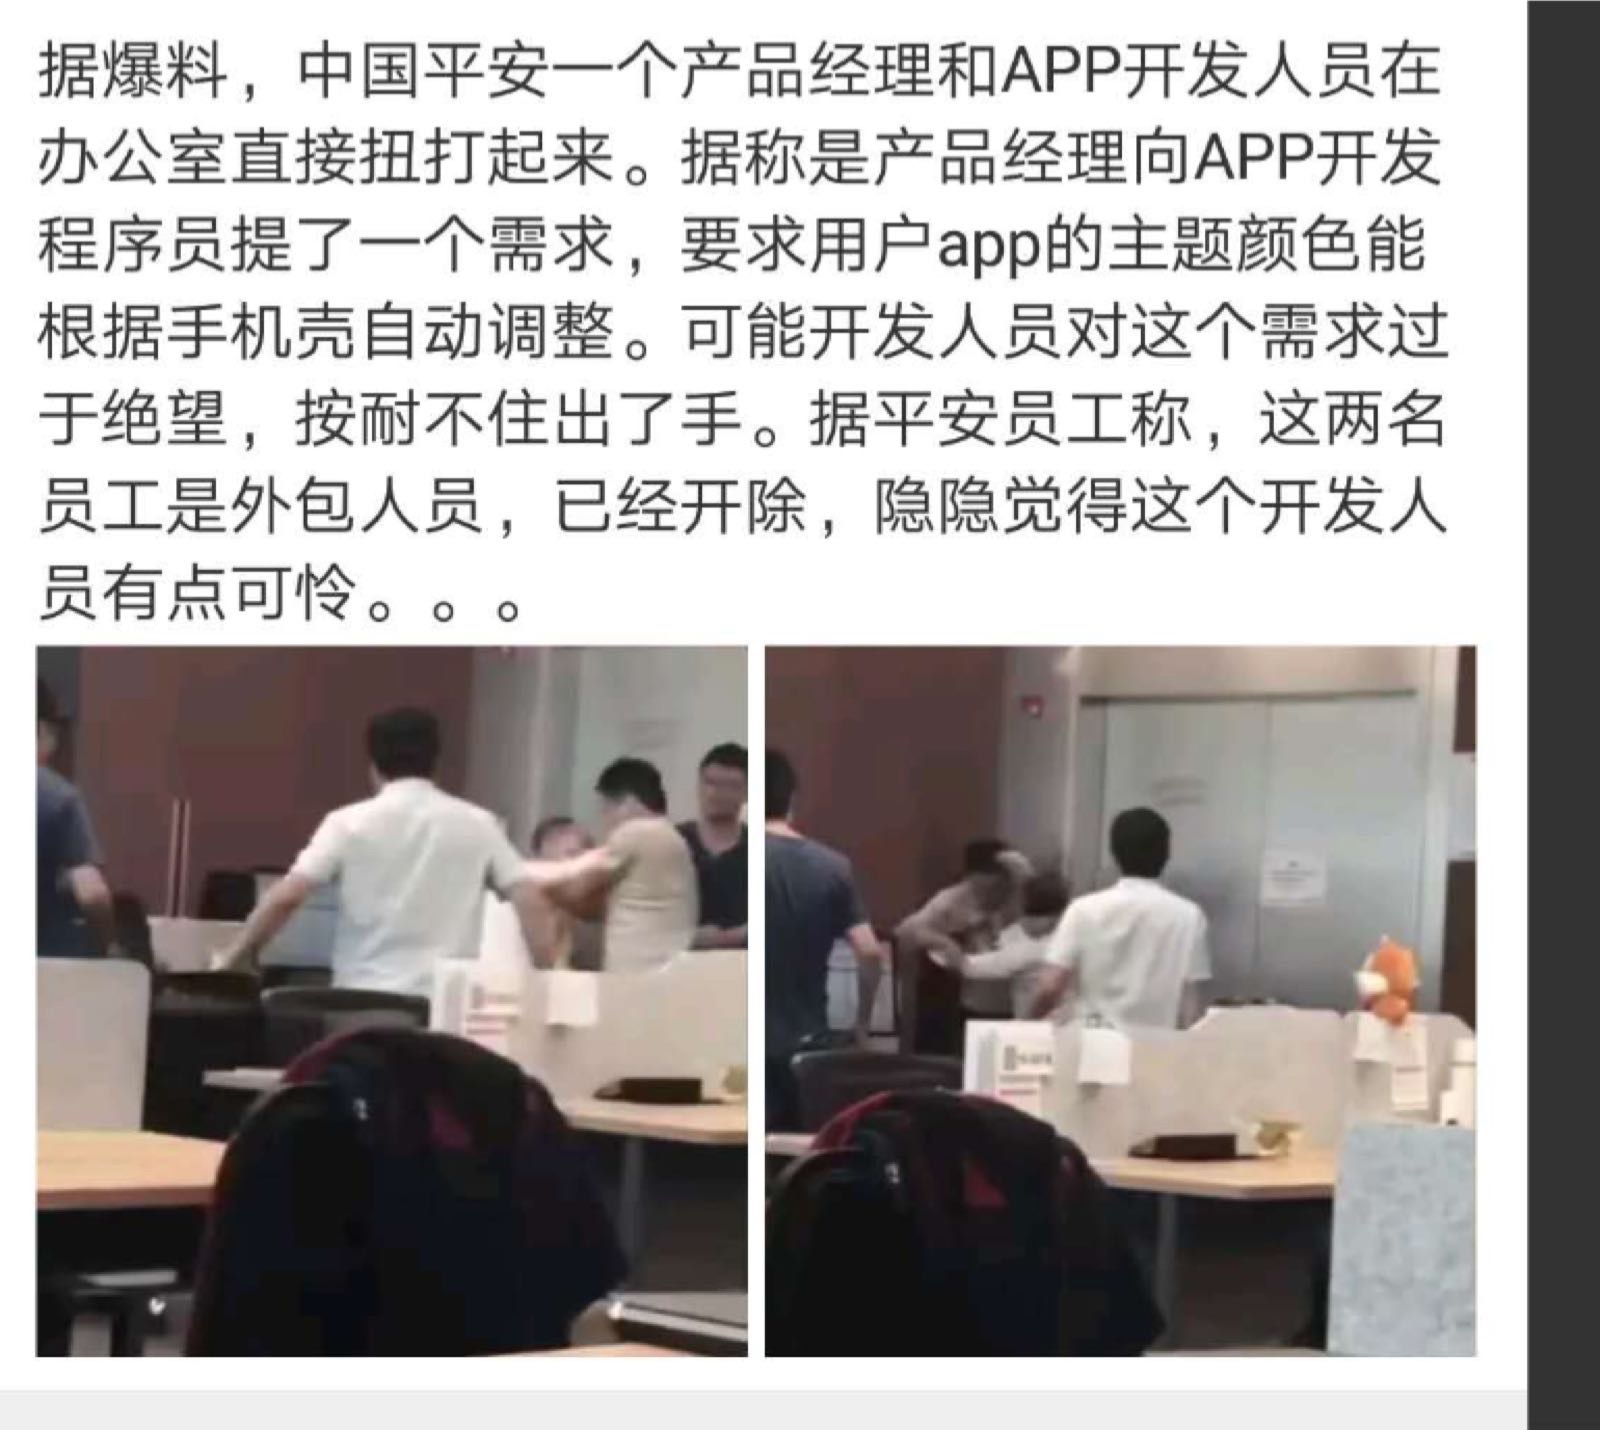 据爆料，中国平安一个产品经理和APP开发人员在
办公室直接扭打起来。据称是产品经理向APP开发
程序员提了一个需求，要求用户app的主题颜色能
根据手机壳自动调整。可能开发人员对这个需求过
于绝望，按耐不住出了手。据平安员工称，这两名
员工是外包人员，已经开除，隐隐觉得这个开发人
员有点可怜。。。